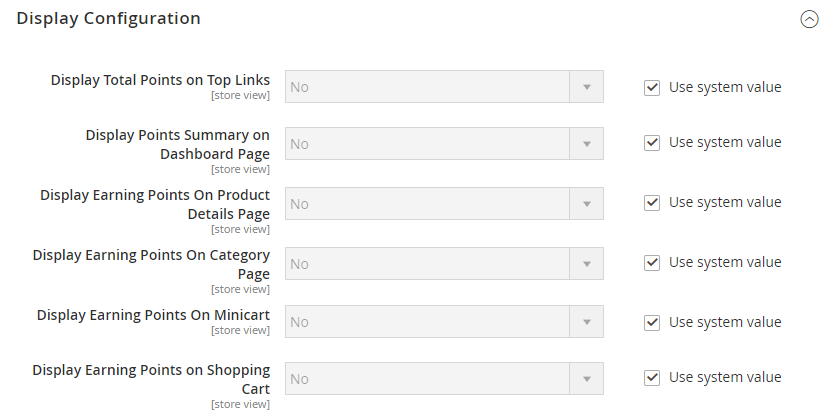 Display Configuration
Display Total Points on Top Links
[store view]
No
Use system value
Display Points Summary on
Dashboard Page
[store view]
No
Use system value
Display Earning Points On Product
Details Page
[store view]
No
Use system value
Display Earning Points On Category
Page
[store view]
No
Use system value
Display Earning Points On Minicart
[store view]
No
Use system value
Display Earning Points on Shopping
Cart
[store view]
No
Use system value